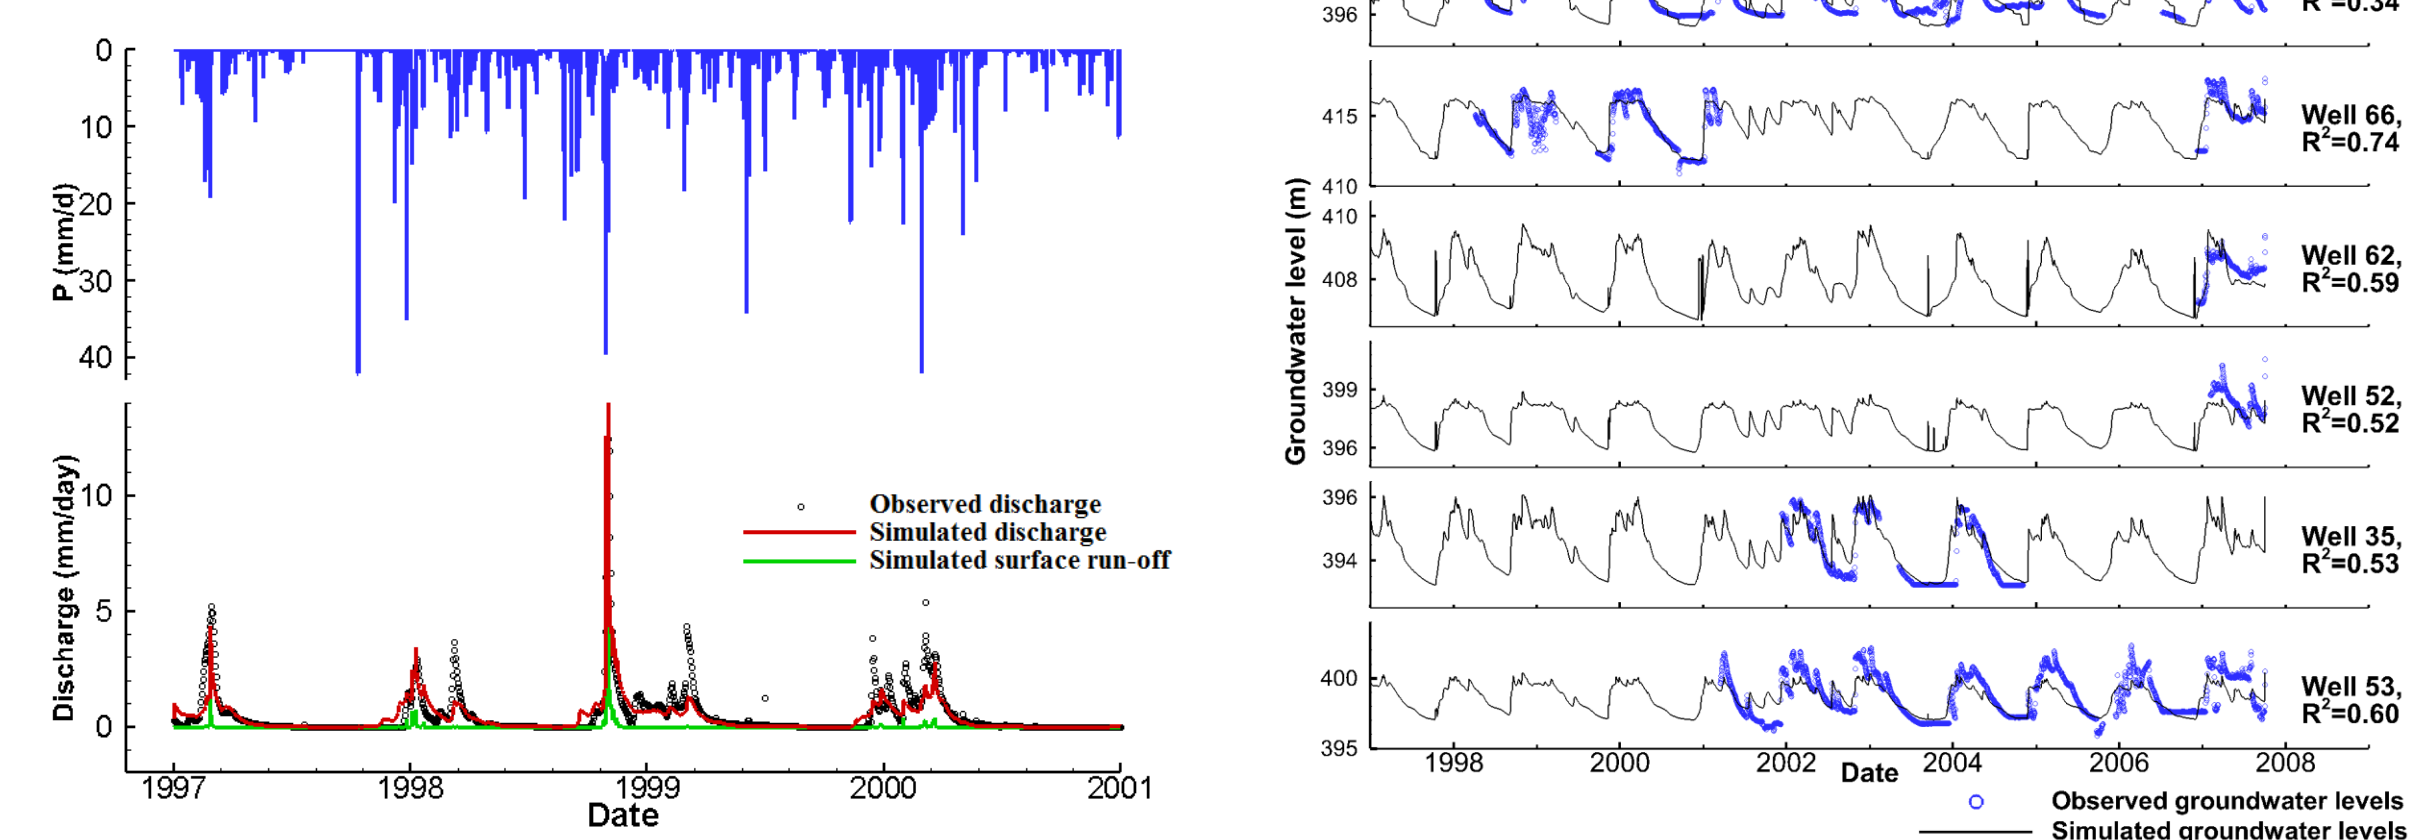 0
10
20
30
40
P (mm/d)
10
5
0
Discharge (mm/day)
Observed discharge
Simulated discharge
Simulated surface run-off
1997
1998
1999
2000
2001
Date
396
R²=0.34
415
410
Well 66,
R²=0.74
410
408
Well 62,
R²=0.59
Groundwater level (m)
399
396
Well 52,
R²=0.52
396
394
Well 35,
R²=0.53
400
395
Well 53,
R²=0.60
1998
2000
2002
2004
2006
2008
Date
Observed groundwater levels
Simulated groundwater levels